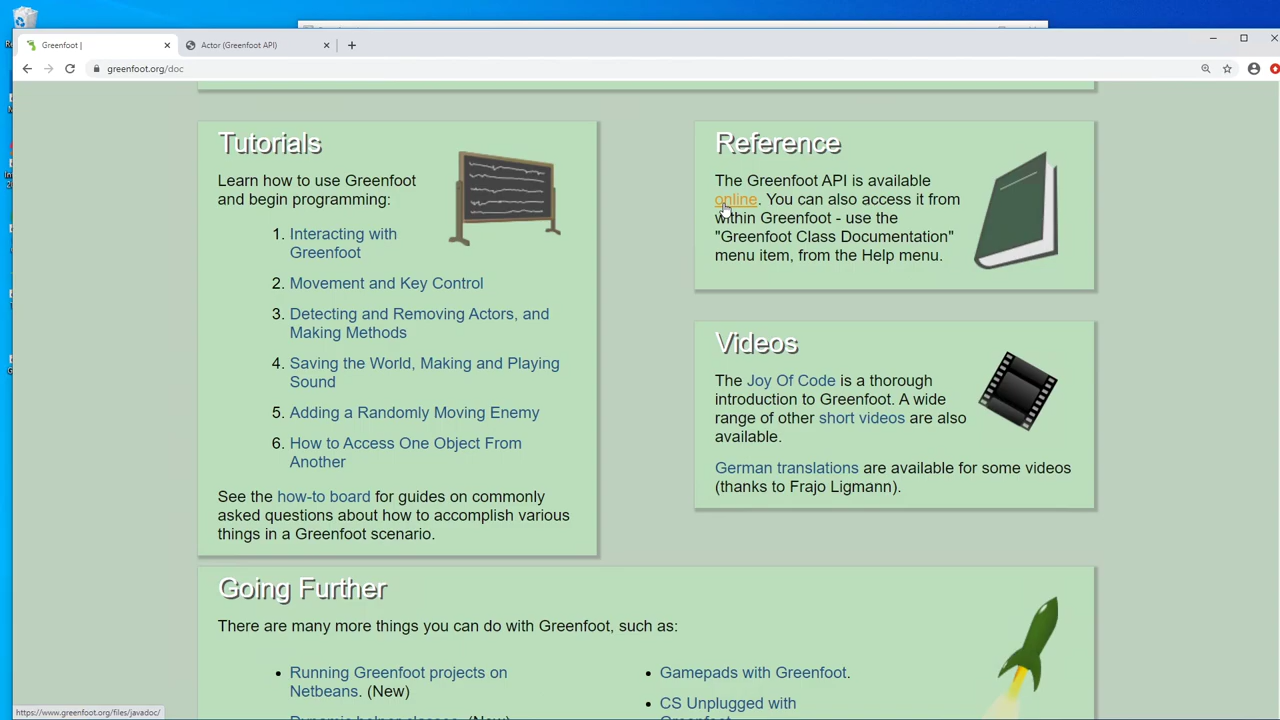 Greenfoot |
Actor (Greenfoot API)
greenfoot.org/doc
Tutorials
Learn how to use Greenfoot
and begin programming:
1. Interacting with
Greenfoot
2. Movement and Key Control
3. Detecting and Removing Actors, and
Making Methods
4. Saving the World, Making and Playing
Sound
5. Adding a Randomly Moving Enemy
6. How to Access One Object From
Another
See the how-to board for guides on commonly
asked questions about how to accomplish various
things in a Greenfoot scenario.
Reference
The Greenfoot API is available
online. You can also access it from
within Greenfoot - use the
"Greenfoot Class Documentation"
menu item, from the Help menu.
Videos
The Joy Of Code is a thorough
introduction to Greenfoot. A wide
range of other short videos are also
available.
German translations are available for some videos
(thanks to Frajo Ligmann).
Going Further
There are many more things you can do with Greenfoot, such as:
• Running Greenfoot projects on
Netbeans. (New)
• Gamepads with Greenfoot.
• CS Unplugged with
https://www.greenfoot.org/files/javadoc/